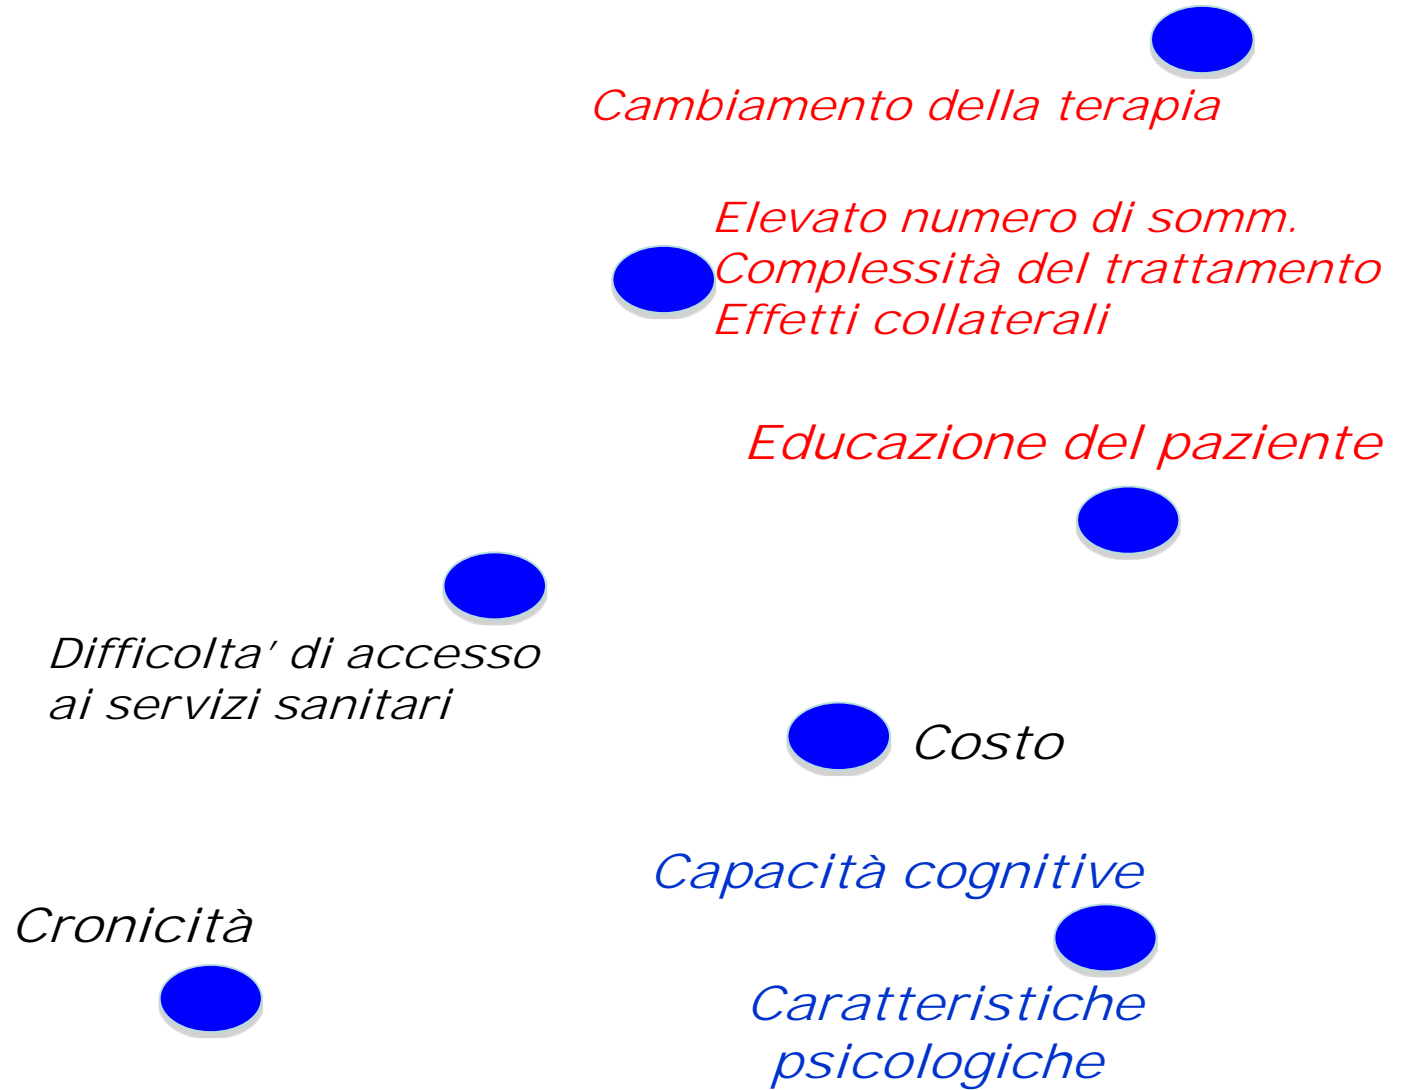 Cambiamento della terapia
Elevato numero di somm.
Complessità del trattamento
Effetti collaterali
Educazione del paziente
Difficolta’ di accesso
ai servizi sanitari
Costo
Capacità cognitive
Cronicità
Caratteristiche
psicologiche